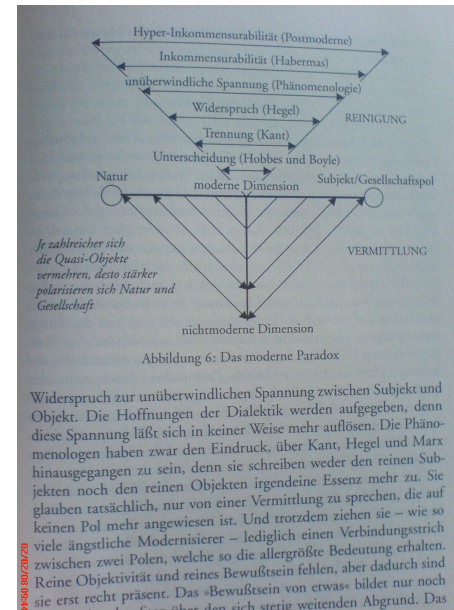 Hyper-Inkommensurabilität (Postmoderne)
Inkommensurabilität (Habermas)
unüberwindliche Spannung (Phänomenologie)
Widerspruch (Hegel)
REINIGUNG
Trennung (Kant)
Unterscheidung (Hobbes und Boyle)
Natur
moderne Dimension
Subjekt/Gesellschaftspol
Je zahlreicher sich
die Quasi-Objekte
vermehren, desto stärker
polarisieren sich Natur und
Gesellschaft
VERMITTLUNG
nichtmoderne Dimension
Abbildung 6: Das moderne Paradox
Widerspruch zur unüberwindlichen Spannung zwischen Subjekt und
Objekt. Die Hoffnungen der Dialektik werden aufgegeben, denn
diese Spannung läßt sich in keiner Weise mehr auflösen. Die Phäno-
menologen haben zwar den Eindruck, über Kant, Hegel und Marx
hinausgegangen zu sein, denn sie schreiben weder den reinen Sub-
jekten noch den reinen Objekten irgendeine Essenz mehr zu. Sie
glauben tatsächlich, nur von einer Vermittlung zu sprechen, die auf
keinen Pol mehr angewiesen ist. Und trotzdem ziehen sie – wie so
viele ängstliche Modernisierer – lediglich einen Verbindungsstrich
zwischen zwei Polen, welche so die allergrößte Bedeutung erhalten.
Reine Objektivität und reines Bewußtsein fehlen, aber dadurch sind
sie erst recht präsent. Das »Bewußtsein von etwas« bildet nur noch
über den sich stetig weitenden Abgrund. Das
02/02/08 09:44